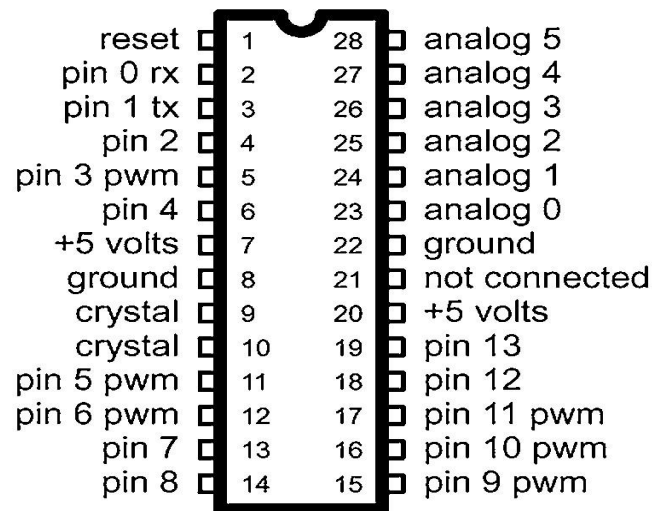 reset 1 28 analog 5
pin 0 rx 2 27 analog 4
pin 1 tx 3 26 analog 3
pin 2 4 25 analog 2
pin 3 pwm 5 24 analog 1
pin 4 6 23 analog 0
+5 volts 7 22 ground
ground 8 21 not connected
crystal 9 20 +5 volts
crystal 10 19 pin 13
pin 5 pwm 11 18 pin 12
pin 6 pwm 12 17 pin 11 pwm
pin 7 13 16 pin 10 pwm
pin 8 14 15 pin 9 pwm